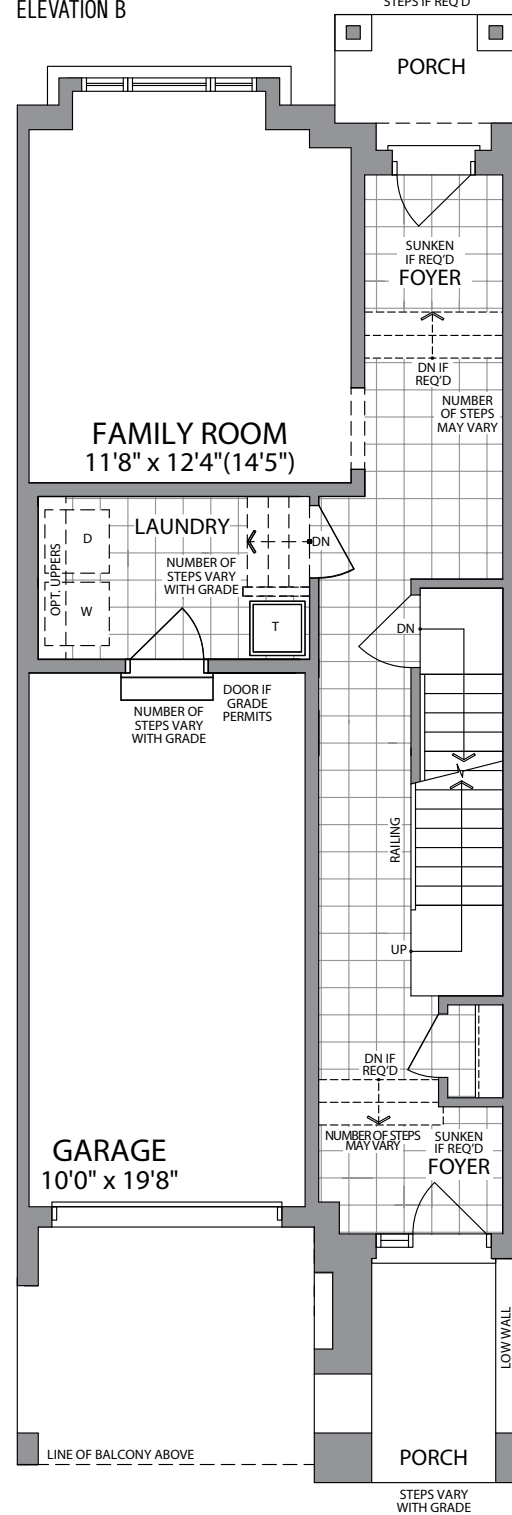 ELEVATION B
STEPS IF REQ'D
PORCH
SUNKEN
IF REQ'D
FOYER
DN IF
REQ'D
NUMBER
OF STEPS
MAY VARY
FAMILY ROOM
11'8" x 12'4"(14'5")
LAUNDRY
D
W
OPT. UPPERS
DN
NUMBER OF
STEPS VARY
WITH GRADE
T
DN
DOOR IF
GRADE
PERMITS
NUMBER OF
STEPS VARY
WITH GRADE
RAILING
UP
DN IF
REQ'D
NUMBER OF STEPS
MAY VARY
SUNKEN
IF REQ'D
FOYER
GARAGE
10'0" x 19'8"
LOW WALL
LINE OF BALCONY ABOVE
PORCH
STEPS VARY
WITH GRADE